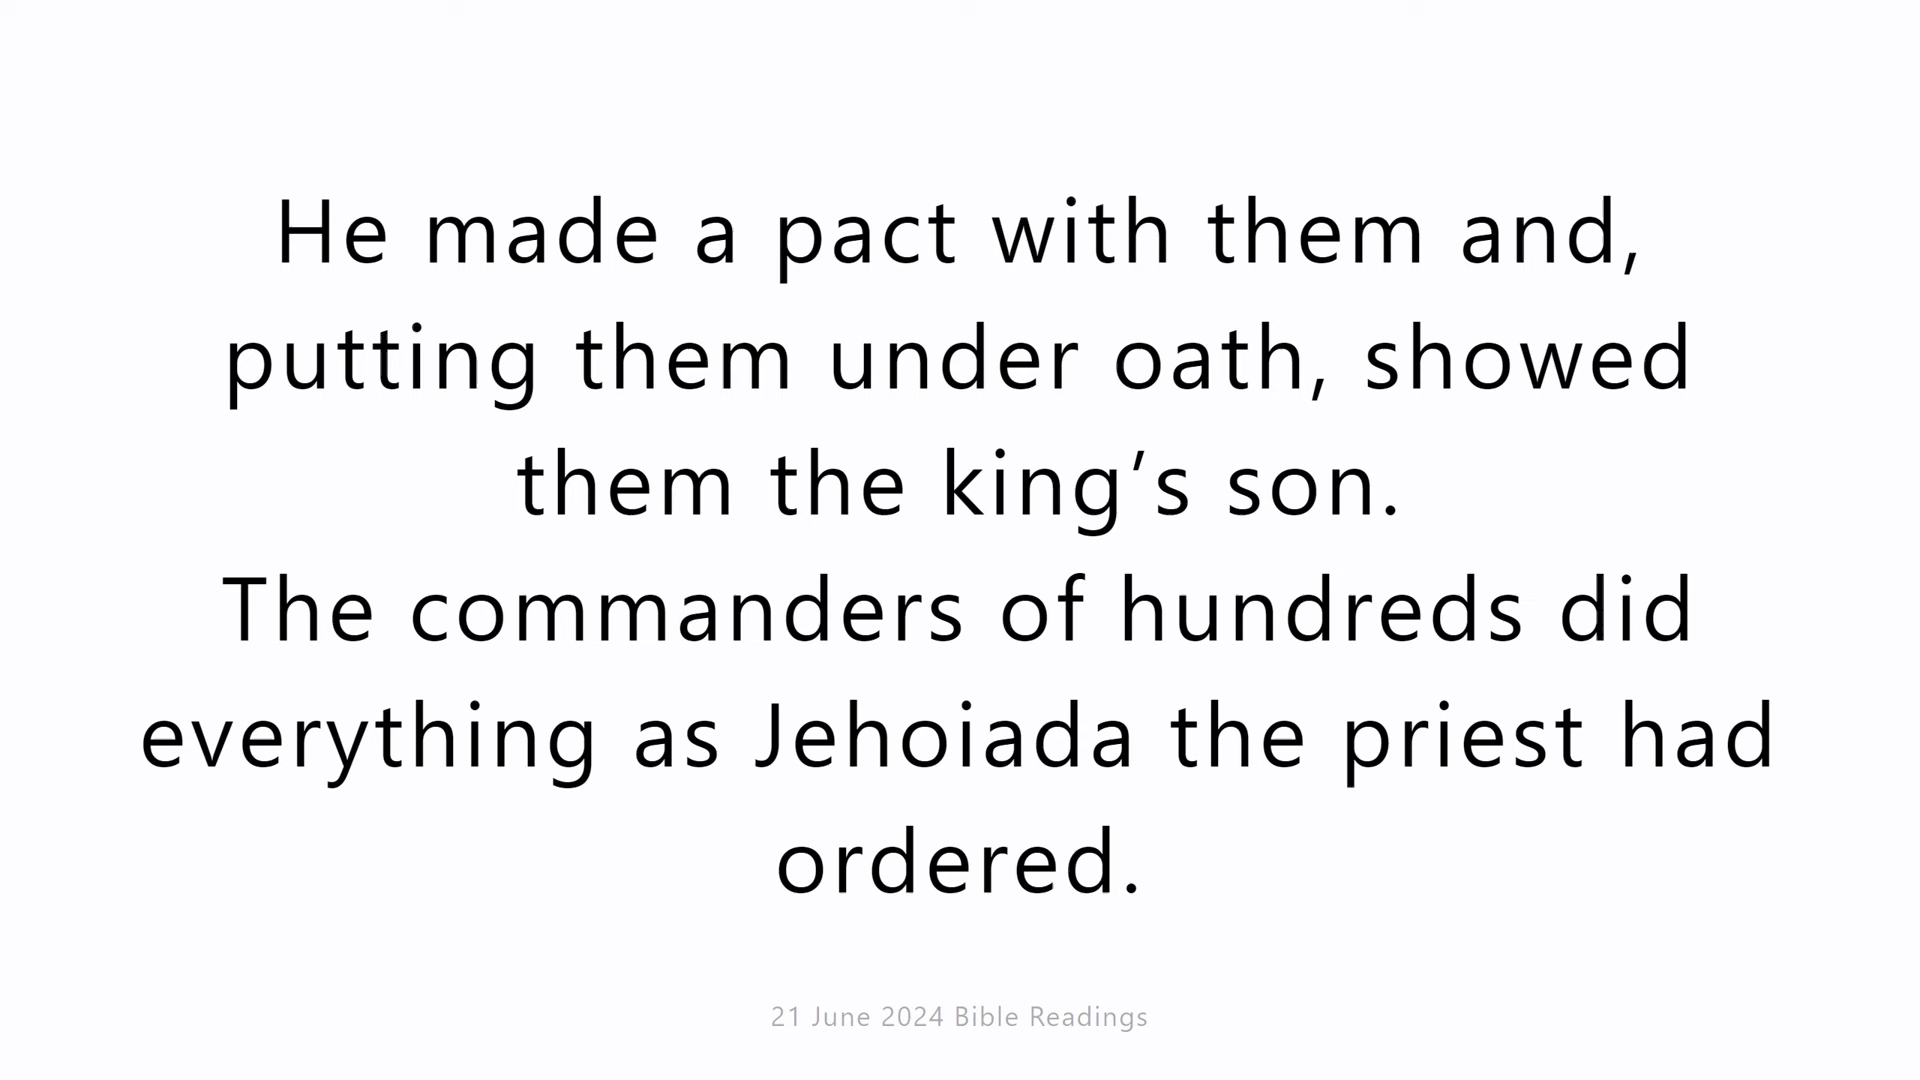 He made a pact with them and,
putting them under oath, showed
them the king’s son.
The commanders of hundreds did
everything as Jehoiada the priest had
ordered.
21 June 2024 Bible Readings